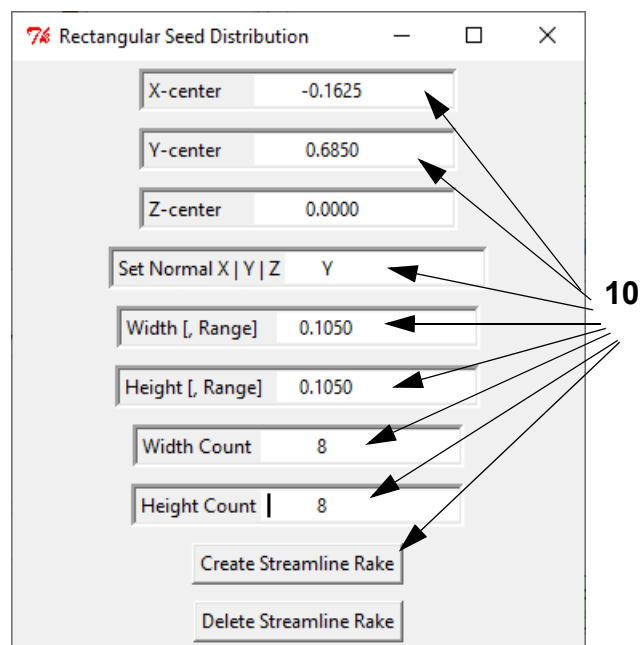 Rectangular Seed Distribution
X-center -0.1625
Y-center 0.6850
Z-center 0.0000
Set Normal X | Y | Z Y
10
Width [, Range] 0.1050
Height [, Range] 0.1050
Width Count 8
Height Count 8
Create Streamline Rake
Delete Streamline Rake